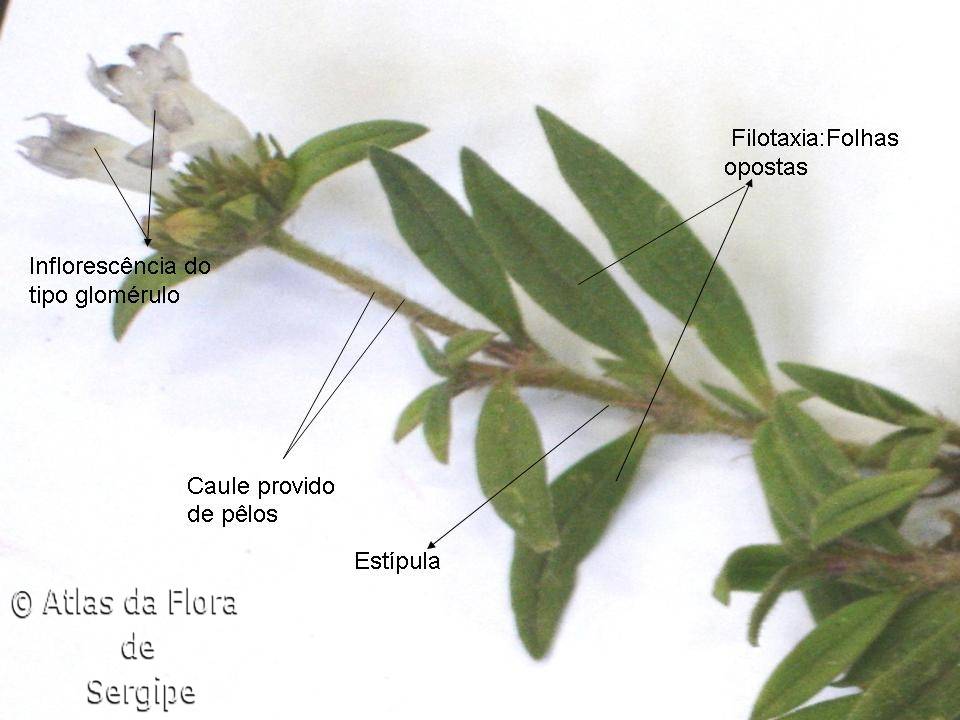 Filotaxia:Folhas
opostas
Inflorescência do
tipo glomérulo
Caule provido
de pêlos
Estípula
© Atlas da Flora
de
Sergipe